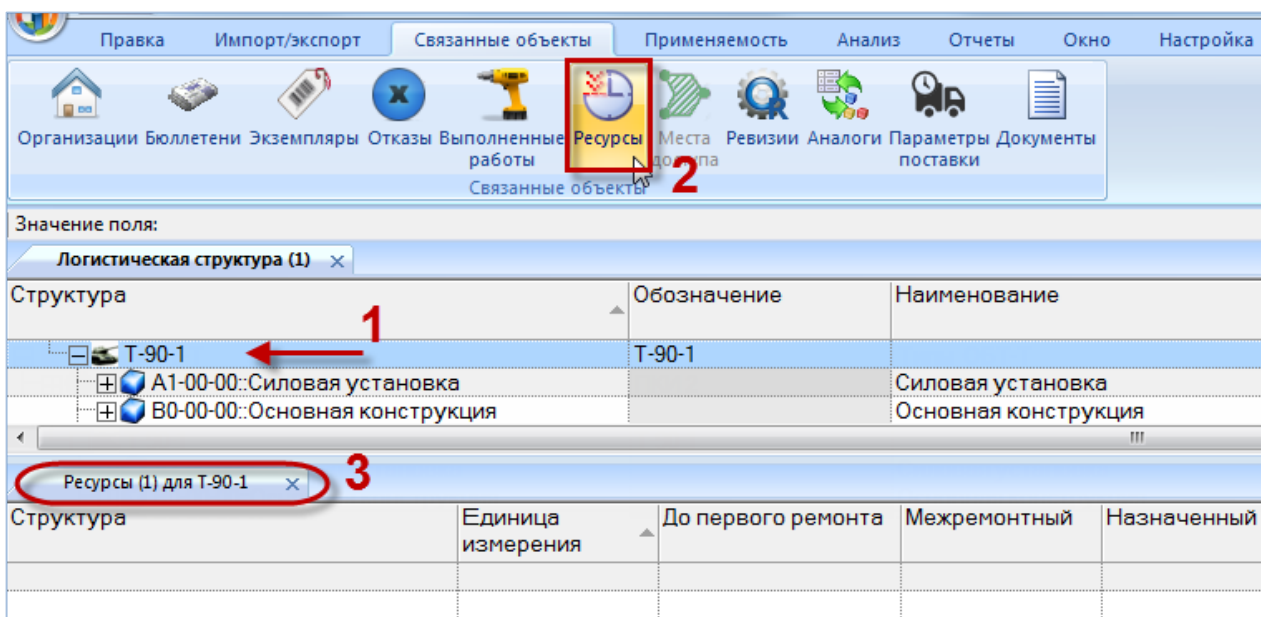 Правка Импорт/экспорт Связанные объекты Применяемость Анализ Отчеты Окно Настройка
Организации Бюллетени Экземпляры Отказы Выполненные работы Ресурсы Места доступа Ревизии Аналоги Параметры поставки Документы
2
Связанные объекты
Значение поля:
Логистическая структура (1)
Структура Обозначение Наименование
1
T-90-1 T-90-1
A1-00-00::Силовая установка Силовая установка
B0-00-00::Основная конструкция Основная конструкция
Ресурсы (1) для T-90-1
3
Структура Единица измерения До первого ремонта Межремонтный Назначенный